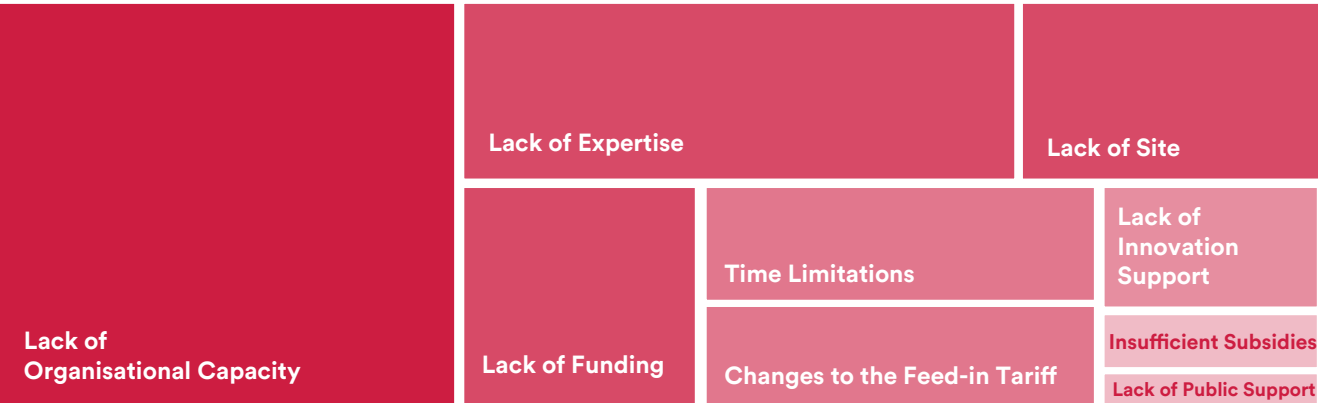 Lack of
Organisational Capacity
Lack of Expertise
Lack of Site
Lack of Funding
Time Limitations
Changes to the Feed-in Tariff
Lack of
Innovation
Support
Insufficient Subsidies
Lack of Public Support